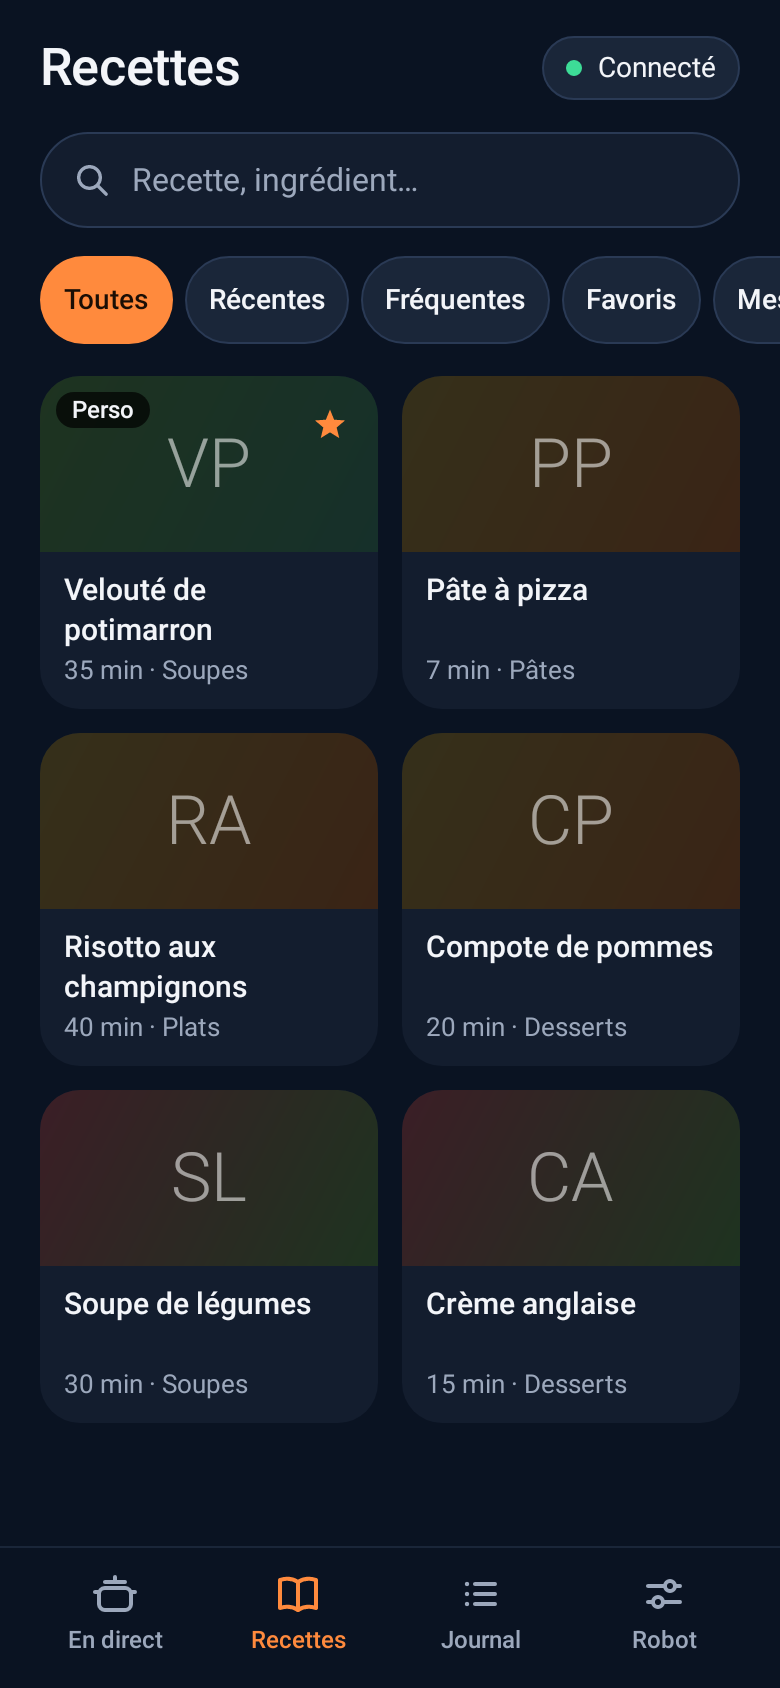 Recettes
Connecté
Recette, ingrédient…
Toutes
Récentes
Fréquentes
Favoris
Mes
Perso
VP
PP
Velouté de
potimarron
35 min · Soupes
Pâte à pizza
7 min · Pâtes
RA
CP
Risotto aux
champignons
40 min · Plats
Compote de pommes
20 min · Desserts
SL
CA
Soupe de légumes
30 min · Soupes
Crème anglaise
15 min · Desserts
En direct
Recettes
Journal
Robot